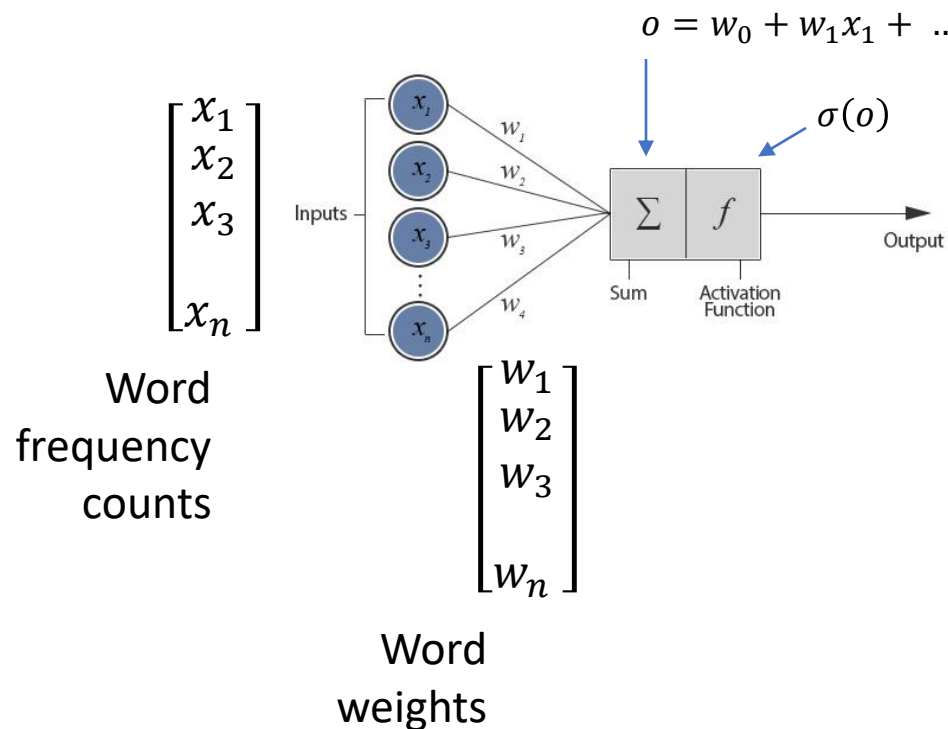 o = w₀ + w₁x₁ + ..
σ(o)
x₁
x₂
x₃
xₙ
Inputs
x₁
x₂
x₃
⋮
xₙ
w₁
w₂
w₃
w₄
Σ
f
Sum
Activation
Function
Output
Word
frequency
counts
w₁
w₂
w₃
wₙ
Word
weights